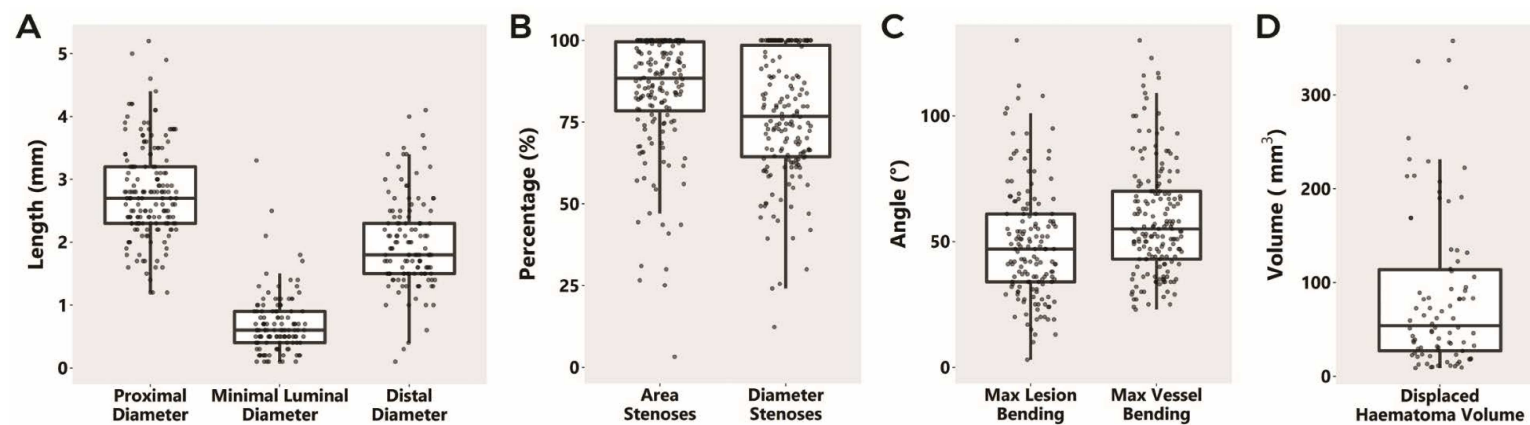 A
Length (mm)
5
4
3
2
1
0
Proximal
Diameter
Minimal Luminal
Diameter
Distal
Diameter
B
Percentage (%)
100
75
50
25
0
Area
Stenoses
Diameter
Stenoses
C
Angle (°)
100
50
0
Max Lesion
Bending
Max Vessel
Bending
D
Volume ( mm³)
300
200
100
0
Displaced
Haematoma Volume